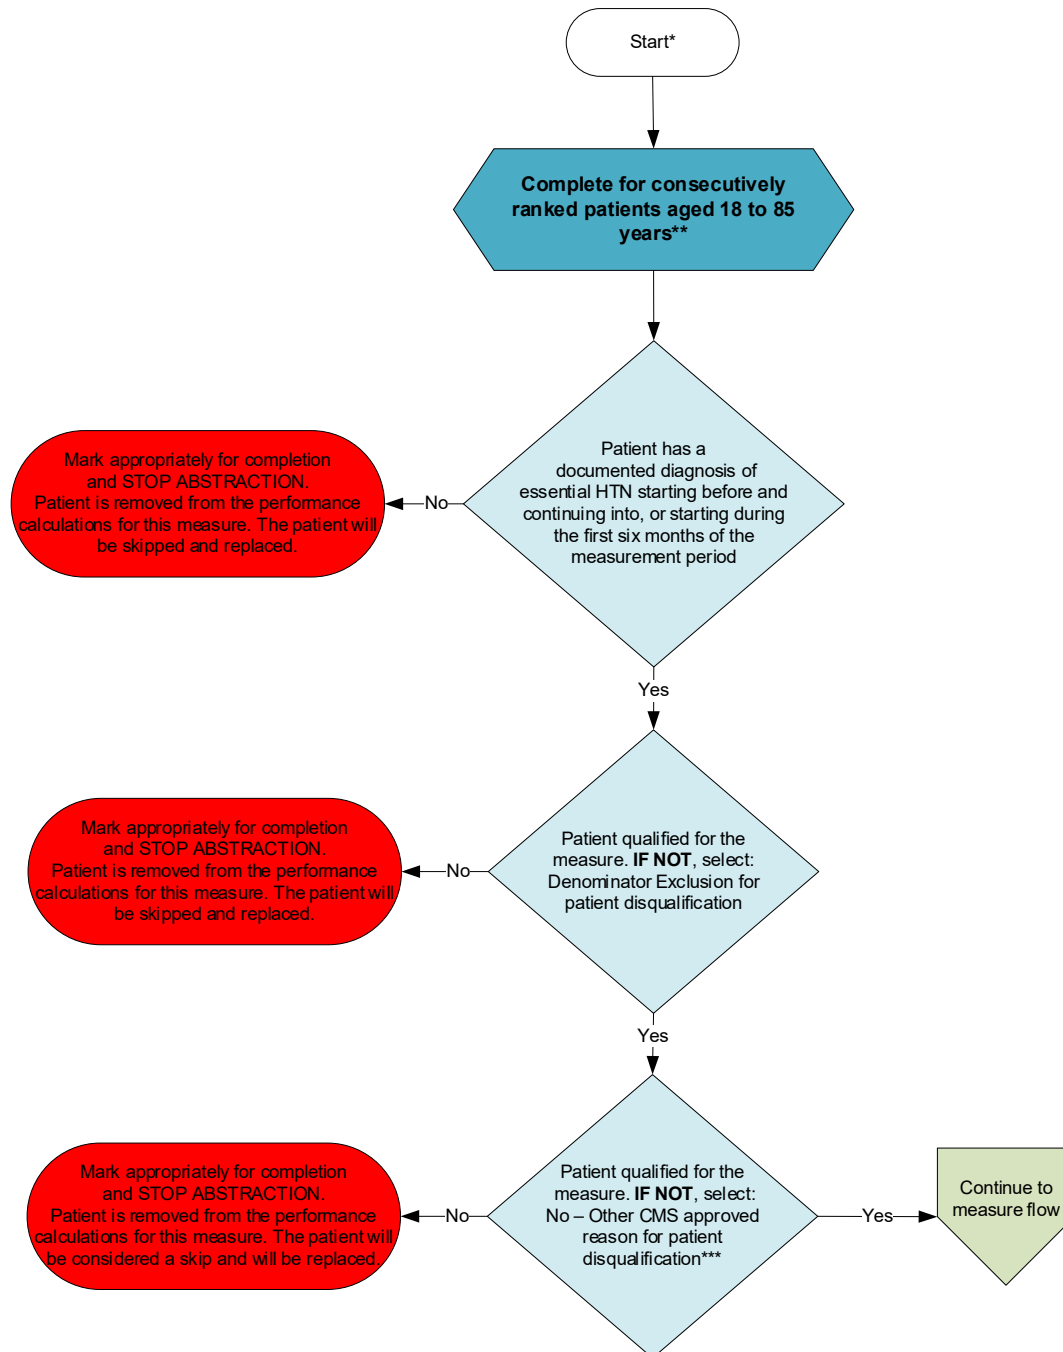 Start*
Complete for consecutively
ranked patients aged 18 to 85
years**
Patient has a
documented diagnosis of
essential HTN starting before and
continuing into, or starting during
the first six months of the
measurement period
No
Mark appropriately for completion
and STOP ABSTRACTION.
Patient is removed from the performance
calculations for this measure. The patient will
be skipped and replaced.
Yes
Patient qualified for the
measure. IF NOT, select:
Denominator Exclusion for
patient disqualification
No
Mark appropriately for completion
and STOP ABSTRACTION.
Patient is removed from the performance
calculations for this measure. The patient will
be skipped and replaced.
Yes
Patient qualified for the
measure. IF NOT, select:
No – Other CMS approved
reason for patient
disqualification***
No
Mark appropriately for completion
and STOP ABSTRACTION.
Patient is removed from the performance
calculations for this measure. The patient will
be considered a skip and will be replaced.
Yes
Continue to
measure flow